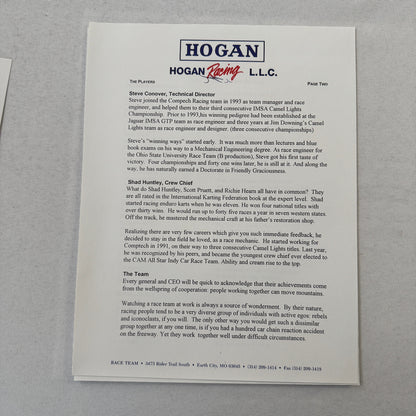 HOGAN
HOGAN Racing L.L.C.
THE PLAYERS PAGE TWO
Steve Conover, Technical Director
Steve joined the Compech Racing team in 1993 as team manager and race
engineer, and helped them to their third consecutive IMSA Camel Lights
Championship. Prior to 1993,his winning pedigree had been established at the
Jaguar IMSA GTP team as race engineer and three years at Jim Downing's Camel
Lights team as race engineer and designer. (three consecutive championships)
Steve's "winning ways" started early. It was much more than lectures and blue
book exams on his way to a Mechanical Engineering degree. As race engineer for
the Ohio State University Race Team (B production), Steve got his first taste of
victory. Four championships and forty one wins later, he is still at it. And along the
way, he has naturally earned a Doctorate in Friendly Graciousness.
Shad Huntley, Crew Chief
What do Shad Huntley, Scott Pruett, and Richie Hearn all have in common? They
are all rated in the International Karting Federation book at the expert level. Shad
started racing enduro karts when he was eleven. He won four national titles with
over thirty wins. He would run up to forty five races a year in seven western states.
Off the track, he mastered the mechanical craft at his father's restoration shop.
Realizing there are very few careers which give you such immediate feedback, he
decided to stay in the field he loved, as a race mechanic. He started working for
Comptech in 1991, on their way to three consecutive Camel Lights titles. Last year,
he was recognized by his peers, and became the youngest crew chief ever elected to
the CAM All Star Indy Car Race Team. Ability and cream rise to the top.
The Team
Every general and CEO will be quick to acknowledge that their achievements come
from the wellspring of cooperation: people working together can move mountains.
Watching a race team at work is always a source of wonderment. By their nature,
racing people tend to be a very diverse group of individuals with active egos: rebels
and iconoclasts, if you will. The only other way you would get such a dissimilar
group together at any one time, is if you had a hundred car chain reaction accident
on the freeway. Yet they work together well under difficult circumstances.
RACE TEAM • Rider Trail South • Earth City, MO 63045 • (314) 209-1414 • Fax (314) 209-1419